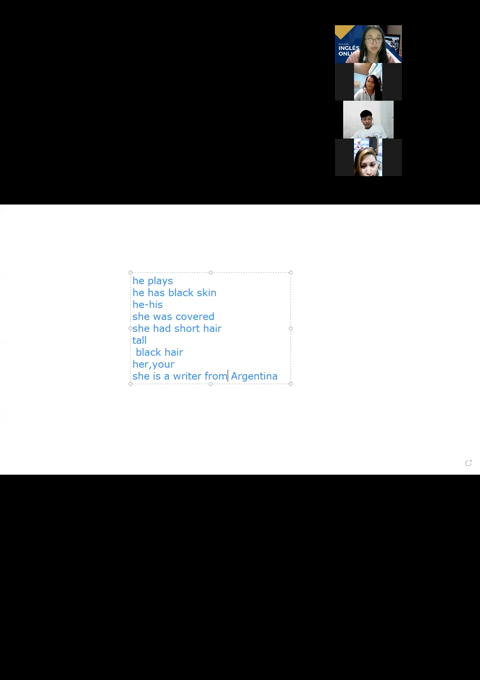 INGLÉS
ONLI
he plays
he has black skin
he-his
she was covered
she had short hair
tall
black hair
her,your
she is a writer from Argentina